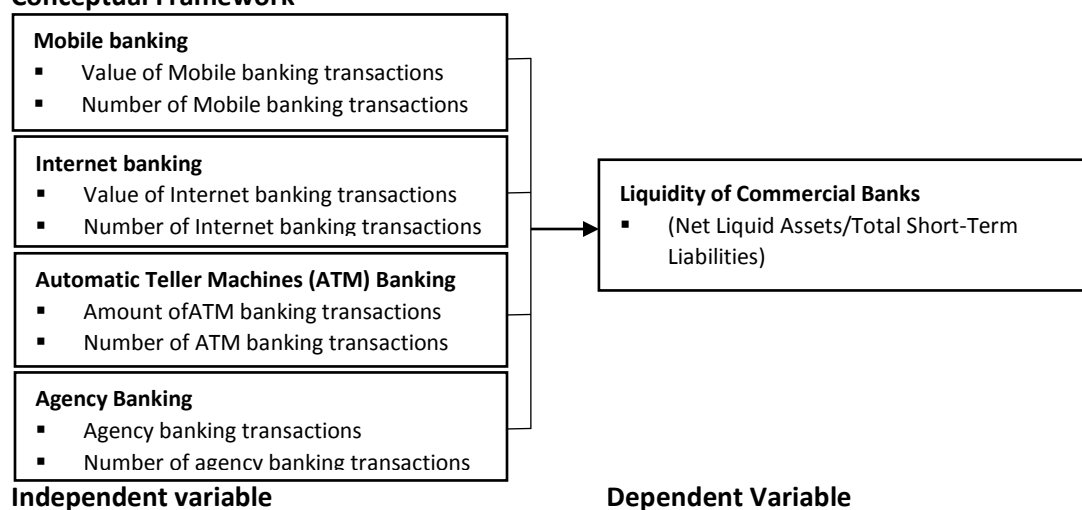 Conceptual Framework
Mobile banking
▪ Value of Mobile banking transactions
▪ Number of Mobile banking transactions
Internet banking
▪ Value of Internet banking transactions
▪ Number of Internet banking transactions
Automatic Teller Machines (ATM) Banking
▪ Amount ofATM banking transactions
▪ Number of ATM banking transactions
Agency Banking
▪ Agency banking transactions
▪ Number of agency banking transactions
Independent variable
Liquidity of Commercial Banks
▪ (Net Liquid Assets/Total Short-Term
Liabilities)
Dependent Variable